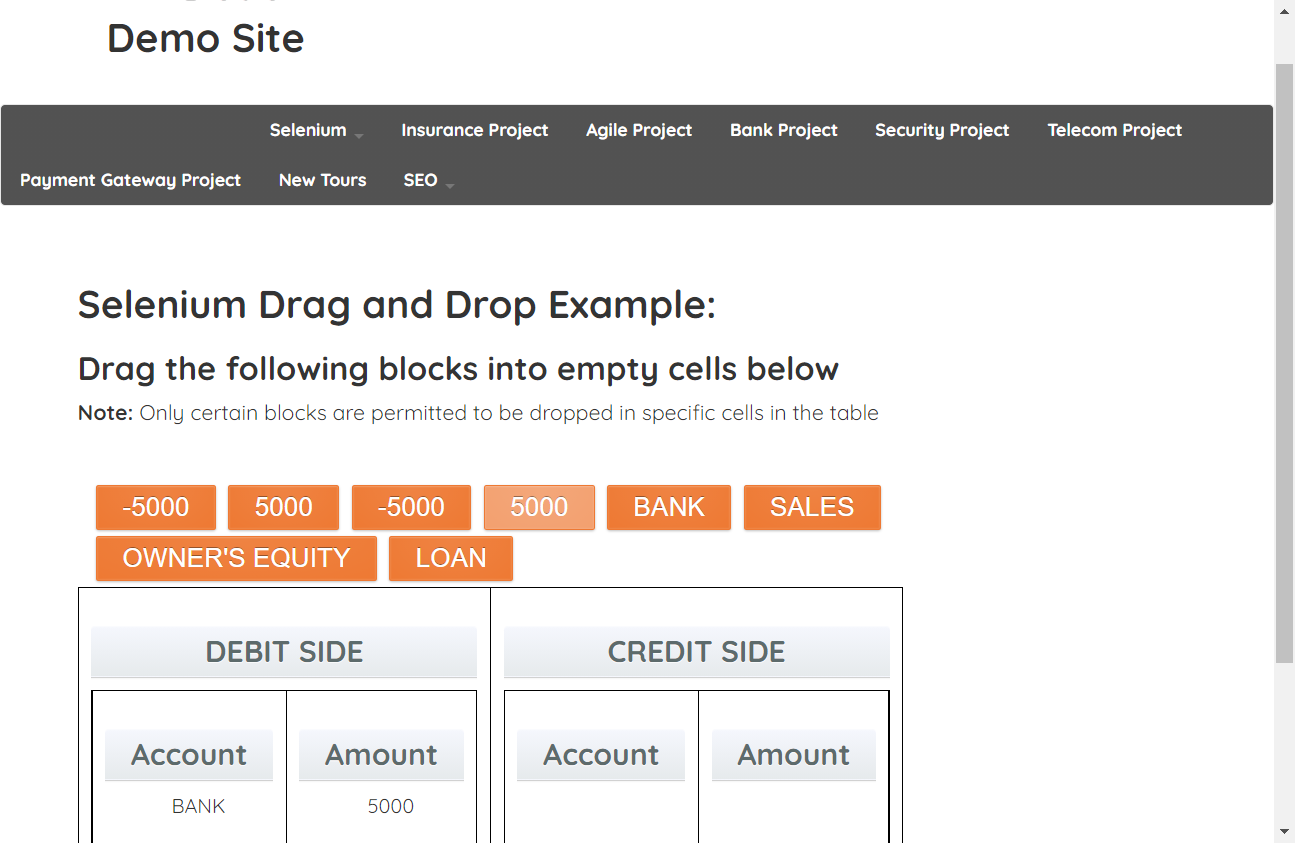 Demo Site
Selenium Insurance Project Agile Project Bank Project Security Project Telecom Project
Payment Gateway Project New Tours SEO
Selenium Drag and Drop Example:
Drag the following blocks into empty cells below
Note: Only certain blocks are permitted to be dropped in specific cells in the table
-5000 5000 -5000 5000 BANK SALES
OWNER'S EQUITY LOAN
DEBIT SIDE CREDIT SIDE
Account Amount Account Amount
BANK 5000